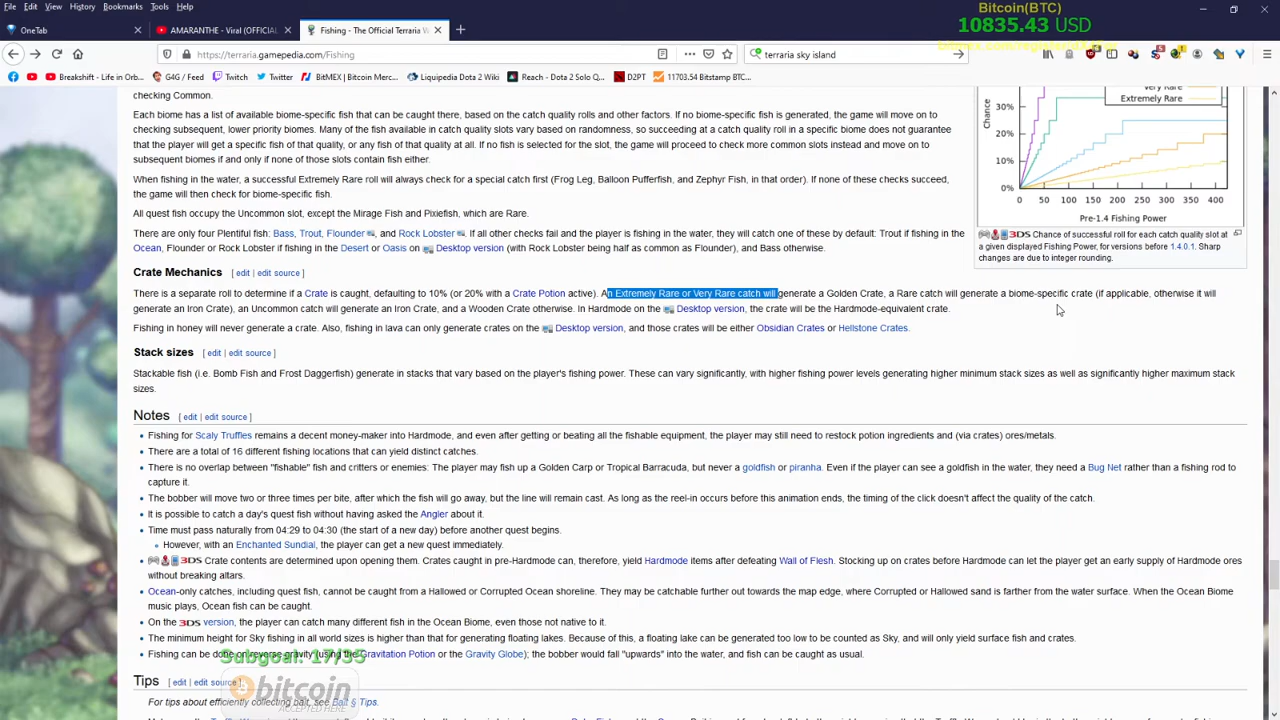 Bitcoin(BTC)
File Edit View History Bookmarks Tools Help
10835.43 USD
OneTab
AMARANTHE - Viral (OFFICIAL
Fishing - The Official Terraria W
https://terraria.gamepedia.com/Fishing
terraria sky island
Breakshift - Life in Orb... G4G / Feed Twitch Twitter BitMEX | Bitcoin Merc... Liquipedia Dota 2 Wiki Reach - Dota 2 Solo Q... D2PT 11703.54 Bitstamp BTC...
checking Common.
Each biome has a list of available biome-specific fish that can be caught there, based on the catch quality rolls and other factors. If no biome-specific fish is generated, the game will move on to
checking subsequent, lower priority biomes. Many of the fish available in catch quality slots vary based on randomness, so succeeding at a catch quality roll in a specific biome does not guarantee
that the player will get a specific fish of that quality, or any fish of that quality at all. If no fish is selected for the slot, the game will proceed to check more common slots instead and move on to
subsequent biomes if and only if none of those slots contain fish either.
When fishing in the water, a successful Extremely Rare roll will always check for a special catch first (Frog Leg, Balloon Pufferfish, and Zephyr Fish, in that order). If none of these checks succeed,
the game will then check for biome-specific fish.
All quest fish occupy the Uncommon slot, except the Mirage Fish and Pixiefish, which are Rare.
There are only four Plentiful fish: Bass, Trout, Flounder, and Rock Lobster. If all other checks fail and the player is fishing in the water, they will catch one of these by default: Trout if fishing in the
Ocean, Flounder or Rock Lobster if fishing in the Desert or Oasis on Desktop version (with Rock Lobster being half as common as Flounder), and Bass otherwise.
Very Rare
Extremely Rare
Chance
30%
20%
10%
0%
0 50 100 150 200 250 300 350 400
Pre-1.4 Fishing Power
3DS Chance of successful roll for each catch quality slot at
a given displayed Fishing Power, for versions before 1.4.0.1. Sharp
changes are due to integer rounding.
Crate Mechanics [ edit | edit source ]
There is a separate roll to determine if a Crate is caught, defaulting to 10% (or 20% with a Crate Potion active). An Extremely Rare or Very Rare catch will generate a Golden Crate, a Rare catch will generate a biome-specific crate (if applicable, otherwise it will
generate an Iron Crate), an Uncommon catch will generate an Iron Crate, and a Wooden Crate otherwise. In Hardmode on the Desktop version, the crate will be the Hardmode-equivalent crate.
Fishing in honey will never generate a crate. Also, fishing in lava can only generate crates on the Desktop version, and those crates will be either Obsidian Crates or Hellstone Crates.
Stack sizes [ edit | edit source ]
Stackable fish (i.e. Bomb Fish and Frost Daggerfish) generate in stacks that vary based on the player's fishing power. These can vary significantly, with higher fishing power levels generating higher minimum stack sizes as well as significantly higher maximum stack
sizes.
Notes [ edit | edit source ]
Fishing for Scaly Truffles remains a decent money-maker into Hardmode, and even after getting or beating all the fishable equipment, the player may still need to restock potion ingredients and (via crates) ores/metals.
There are a total of 16 different fishing locations that can yield distinct catches.
There is no overlap between "fishable" fish and critters or enemies: The player may fish up a Golden Carp or Tropical Barracuda, but never a goldfish or piranha. Even if the player can see a goldfish in the water, they need a Bug Net rather than a fishing rod to
capture it.
The bobber will move two or three times per bite, after which the fish will go away, but the line will remain cast. As long as the reel-in occurs before this animation ends, the timing of the click doesn't affect the quality of the catch.
It is possible to catch a day's quest fish without having asked the Angler about it.
Time must pass naturally from 04:29 to 04:30 (the start of a new day) before another quest begins.
However, with an Enchanted Sundial, the player can get a new quest immediately.
3DS Crate contents are determined upon opening them. Crates caught in pre-Hardmode can, therefore, yield Hardmode items after defeating Wall of Flesh. Stocking up on crates before Hardmode can get an early supply of Hardmode ores
without breaking altars.
Ocean-only catches, including quest fish, cannot be caught from a Hallowed or Corrupted Ocean shoreline. They may be catchable further out towards the map edge, where Corrupted or Hallowed sand is farther from the water surface. When the Ocean Biome
music plays, Ocean fish can be caught.
On the 3DS version, the player can catch many different fish in the Ocean Biome, even those not native to it.
The minimum height for Sky fishing in all world sizes is higher than that for generating floating lakes. Because of this, a floating lake can be generated too low to be counted as Sky, and will only yield surface fish and crates.
Fishing can be done in reverse gravity (using the Gravitation Potion or the Gravity Globe); the bobber would fall "upwards" into the water, and fish can be caught as usual.
Subgoal: 17/35
Tips [ edit | edit source ]
bitcoin
ACCEPTED HERE
For tips about efficiently collecting bait, see Bait § Tips.